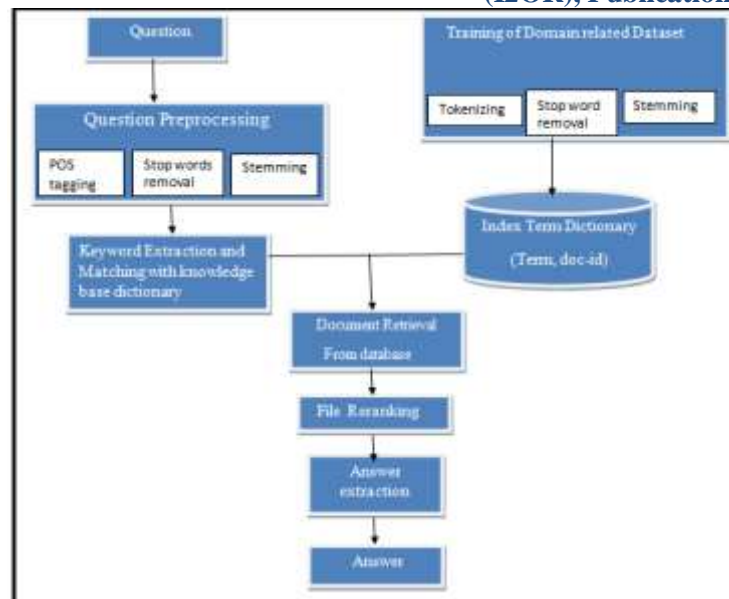 (I2OR), Publication
Question
Training of Domain related Dataset
Tokenizing
Stop word
removal
Stemming
Question Preprocessing
POS
tagging
Stop words
removal
Stemming
Index Term Dictionary
(Term, doc-id)
Keyword Extraction and
Matching with knowledge
base dictionary
Document Retrieval
From database
File Reranking
Answer
extraction
Answer